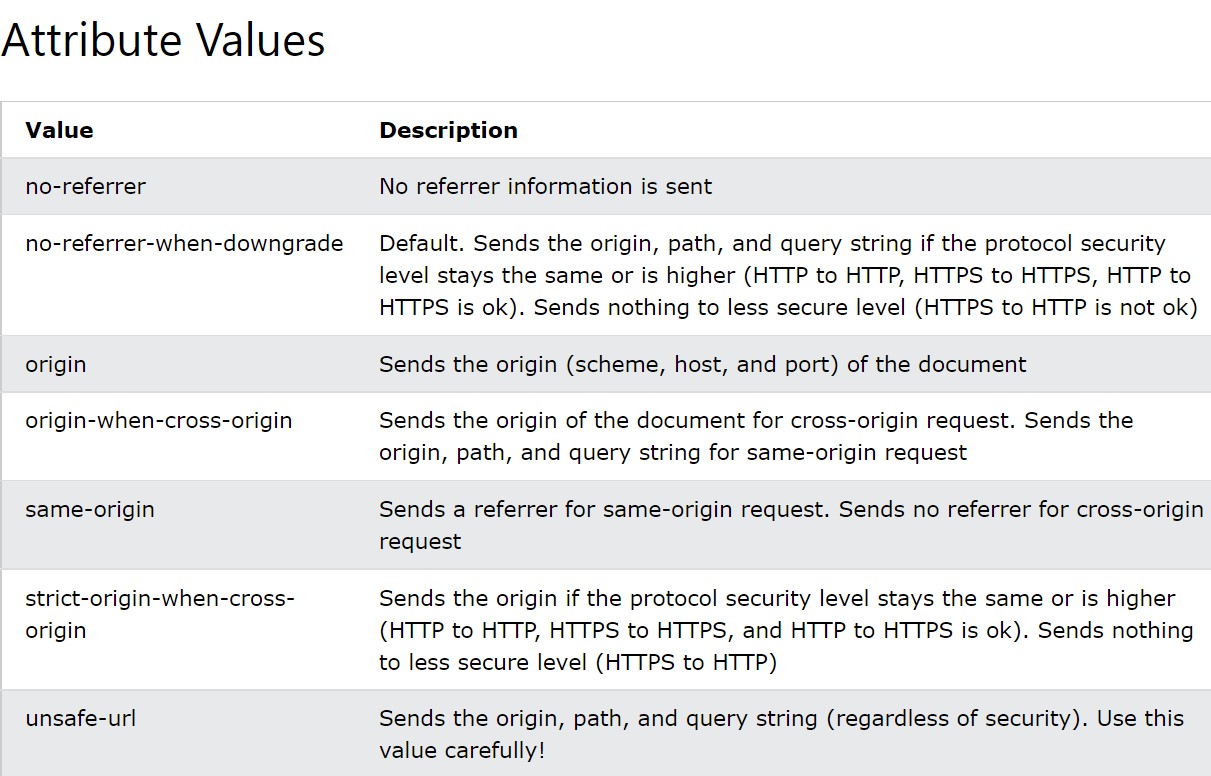 Attribute Values
Value Description
no-referrer No referrer information is sent
no-referrer-when-downgrade Default. Sends the origin, path, and query string if the protocol security
level stays the same or is higher (HTTP to HTTP, HTTPS to HTTPS, HTTP to
HTTPS is ok). Sends nothing to less secure level (HTTPS to HTTP is not ok)
origin Sends the origin (scheme, host, and port) of the document
origin-when-cross-origin Sends the origin of the document for cross-origin request. Sends the
origin, path, and query string for same-origin request
same-origin Sends a referrer for same-origin request. Sends no referrer for cross-origin
request
strict-origin-when-cross- Sends the origin if the protocol security level stays the same or is higher
origin (HTTP to HTTP, HTTPS to HTTPS, and HTTP to HTTPS is ok). Sends nothing
to less secure level (HTTPS to HTTP)
unsafe-url Sends the origin, path, and query string (regardless of security). Use this
value carefully!